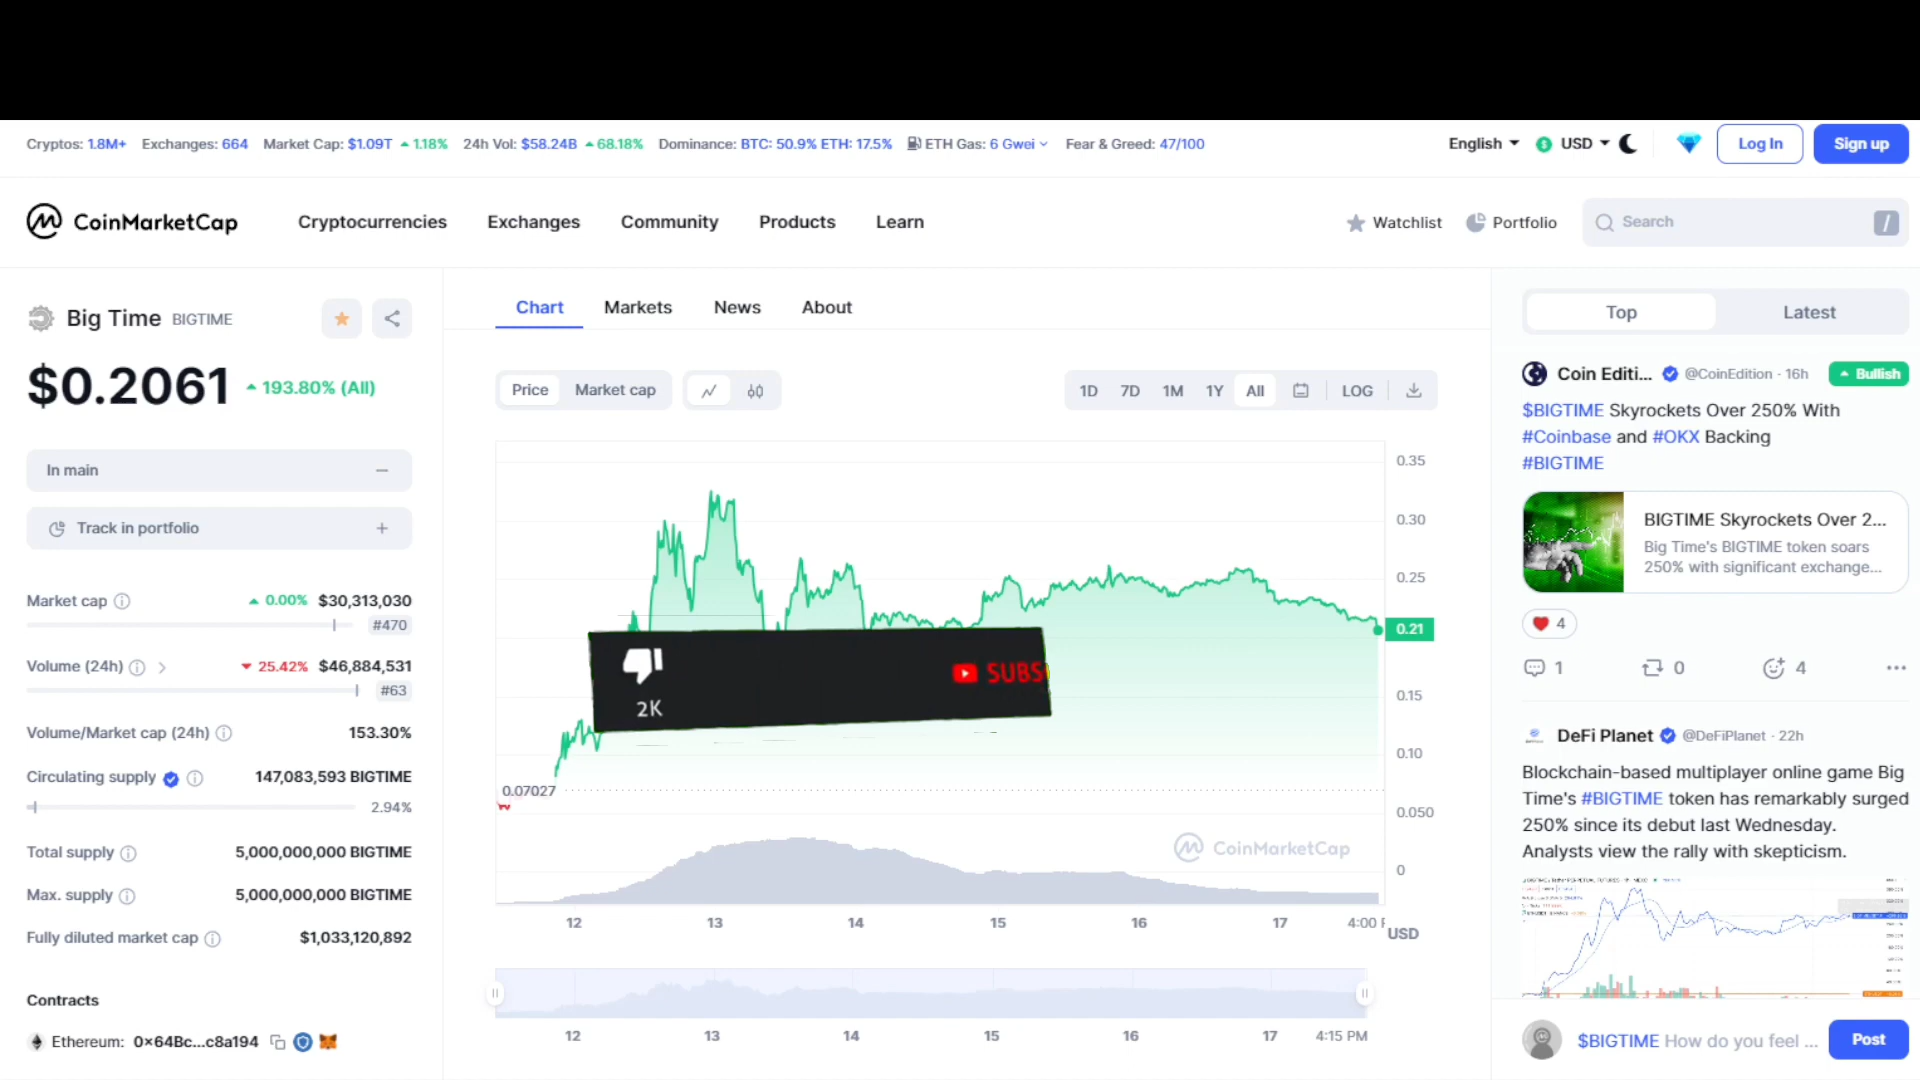 Cryptos: 1.8M+ Exchanges: 664 Market Cap: $1.09T 1.18% 24h Vol: $58.24B 68.18% Dominance: BTC: 50.9% ETH: 17.5% ETH Gas: 6 Gwei Fear & Greed: 47/100
English USD Log In Sign up
CoinMarketCap Cryptocurrencies Exchanges Community Products Learn
Watchlist Portfolio Search /
Big Time BIGTIME
$0.2061 193.80% (All)
In main
Track in portfolio
Market cap 0.00% $30,313,030
#470
Volume (24h) 25.42% $46,884,531
#63
Volume/Market cap (24h) 153.30%
Circulating supply 147,083,593 BIGTIME
2.94%
Total supply 5,000,000,000 BIGTIME
Max. supply 5,000,000,000 BIGTIME
Fully diluted market cap $1,033,120,892
Contracts
Ethereum: 0x64Bc...c8a194
Chart Markets News About
Price Market cap
1D 7D 1M 1Y All LOG
0.35
0.30
0.25
0.21
0.15
0.10
0.050
0
0.07027
2K
SUBS
CoinMarketCap
12 13 14 15 16 17 4:00 P
USD
12 13 14 15 16 17 4:15 PM
Top Latest
Coin Editi... @CoinEdition · 16h Bullish
$BIGTIME Skyrockets Over 250% With
#Coinbase and #OKX Backing
#BIGTIME
BIGTIME Skyrockets Over 2...
Big Time's BIGTIME token soars
250% with significant exchange...
4
1 0 4
DeFi Planet @DeFiPlanet · 22h
Blockchain-based multiplayer online game Big
Time's #BIGTIME token has remarkably surged
250% since its debut last Wednesday.
Analysts view the rally with skepticism.
$BIGTIME How do you feel ... Post